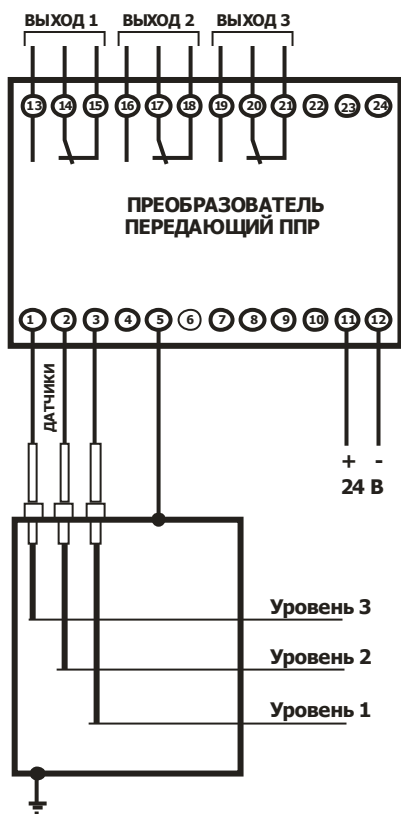 ВЫХОД 1 ВЫХОД 2 ВЫХОД 3
13 14 15 16 17 18 19 20 21 22 23 24
ПРЕОБРАЗОВАТЕЛЬ
ПЕРЕДАЮЩИЙ ППР
1 2 3 4 5 6 7 8 9 10 11 12
ДАТЧИКИ
+ -
24 В
Уровень 3
Уровень 2
Уровень 1